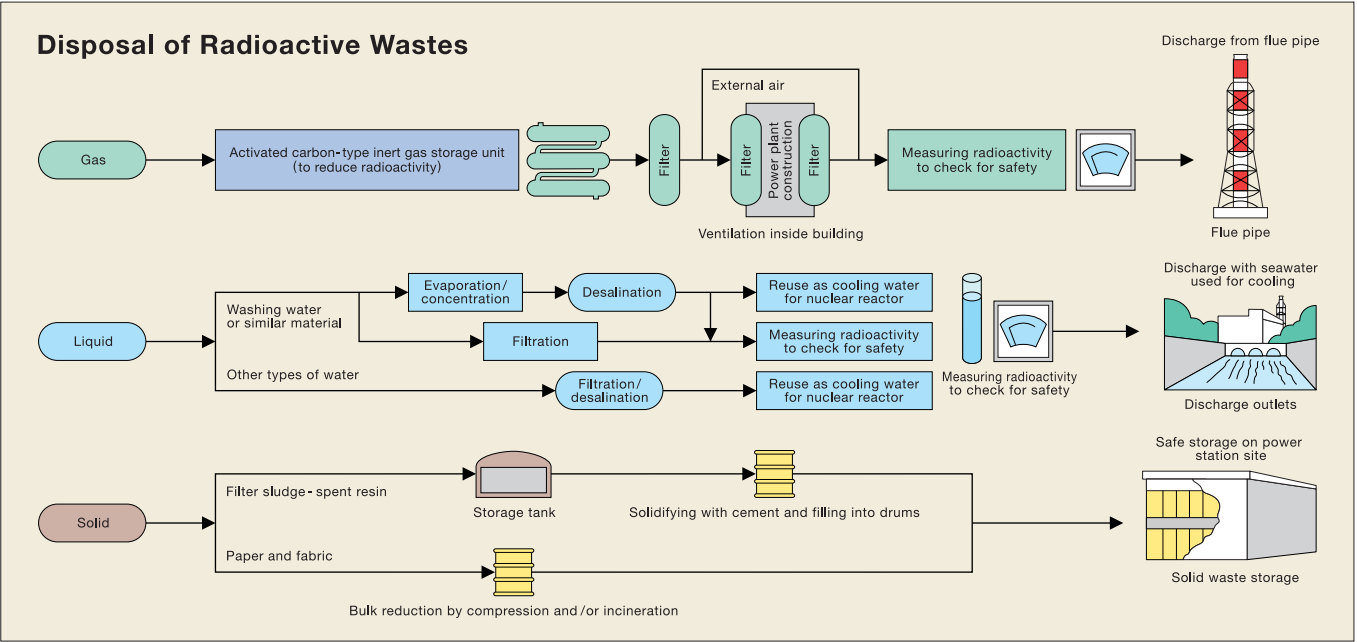 Disposal of Radioactive Wastes
Discharge from flue pipe
External air
Gas
Activated carbon-type inert gas storage unit
(to reduce radioactivity)
Filter
Filter
Power plant
construction
Filter
Measuring radioactivity
to check for safety
Ventilation inside building
Flue pipe
Liquid
Washing water
or similar material
Other types of water
Evaporation/
concentration
Desalination
Reuse as cooling water
for nuclear reactor
Filtration
Measuring radioactivity
to check for safety
Filtration/
desalination
Reuse as cooling water
for nuclear reactor
Measuring radioactivity
to check for safety
Discharge with seawater
used for cooling
Discharge outlets
Solid
Filter sludge-spent resin
Storage tank
Solidifying with cement and filling into drums
Paper and fabric
Bulk reduction by compression and/or incineration
Safe storage on power
station site
Solid waste storage